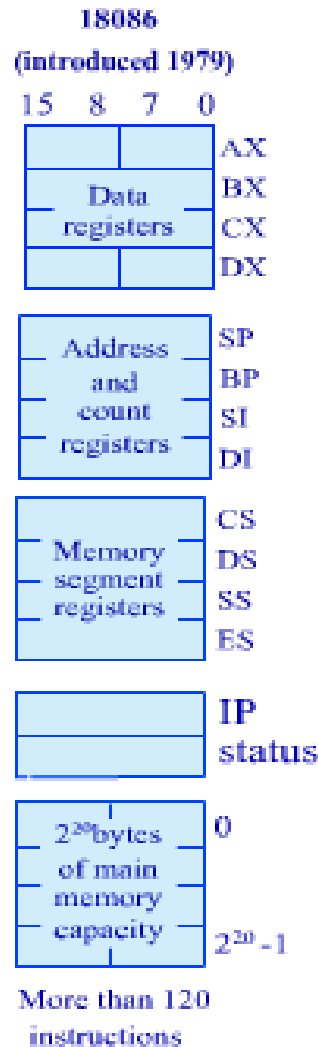 18086
(introduced 1979)
15 8 7 0
AX
Data registers
BX
CX
DX
Address and count registers
SP
BP
SI
DI
Memory segment registers
CS
DS
SS
ES
IP
status
2²⁰bytes of main memory capacity
0
2²⁰-1
More than 120
instructions